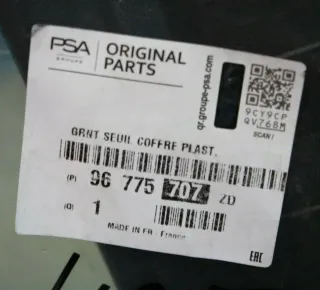 PSA
GROUPE
ORIGINAL
PARTS
qr.groupe-psa.com
9CY9CP
QV768M
SCAN !
GRNT SEUIL COFFRE PLAST.
(P) 96 775 707 ZD
(Q) 1
MADE IN FR : France
EAC